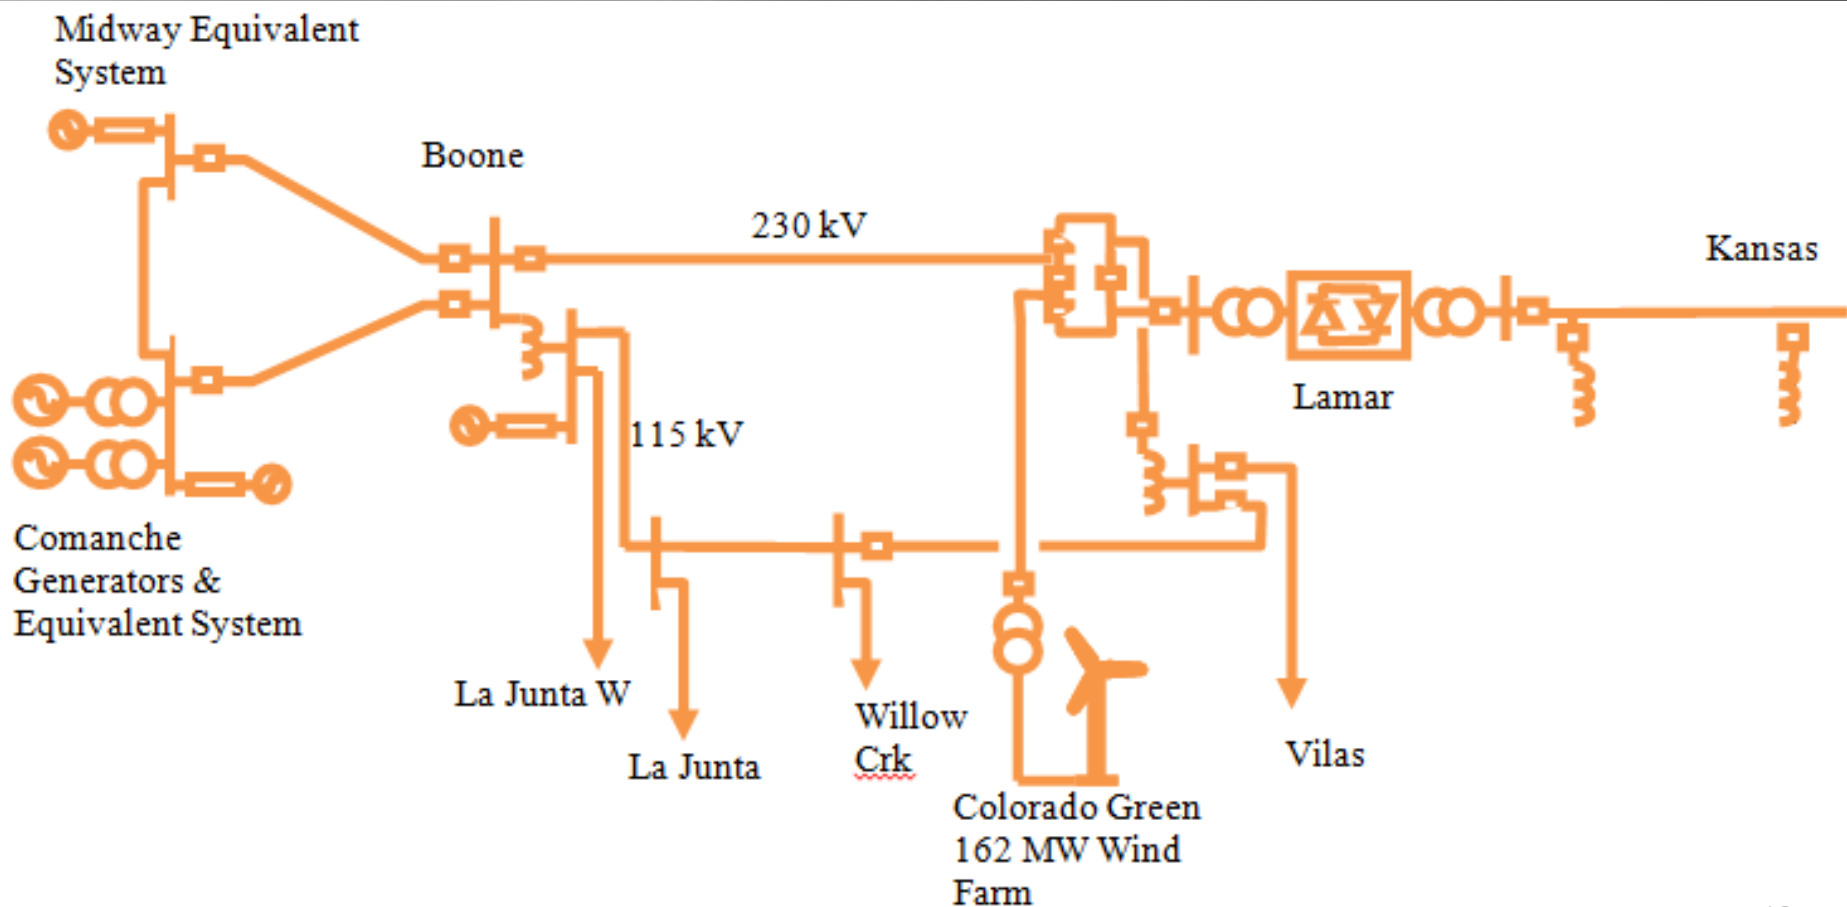 Midway Equivalent
System
Boone
230 kV
Kansas
Lamar
115 kV
Comanche
Generators &
Equivalent System
La Junta W
La Junta
Willow
Crk
Vilas
Colorado Green
162 MW Wind
Farm